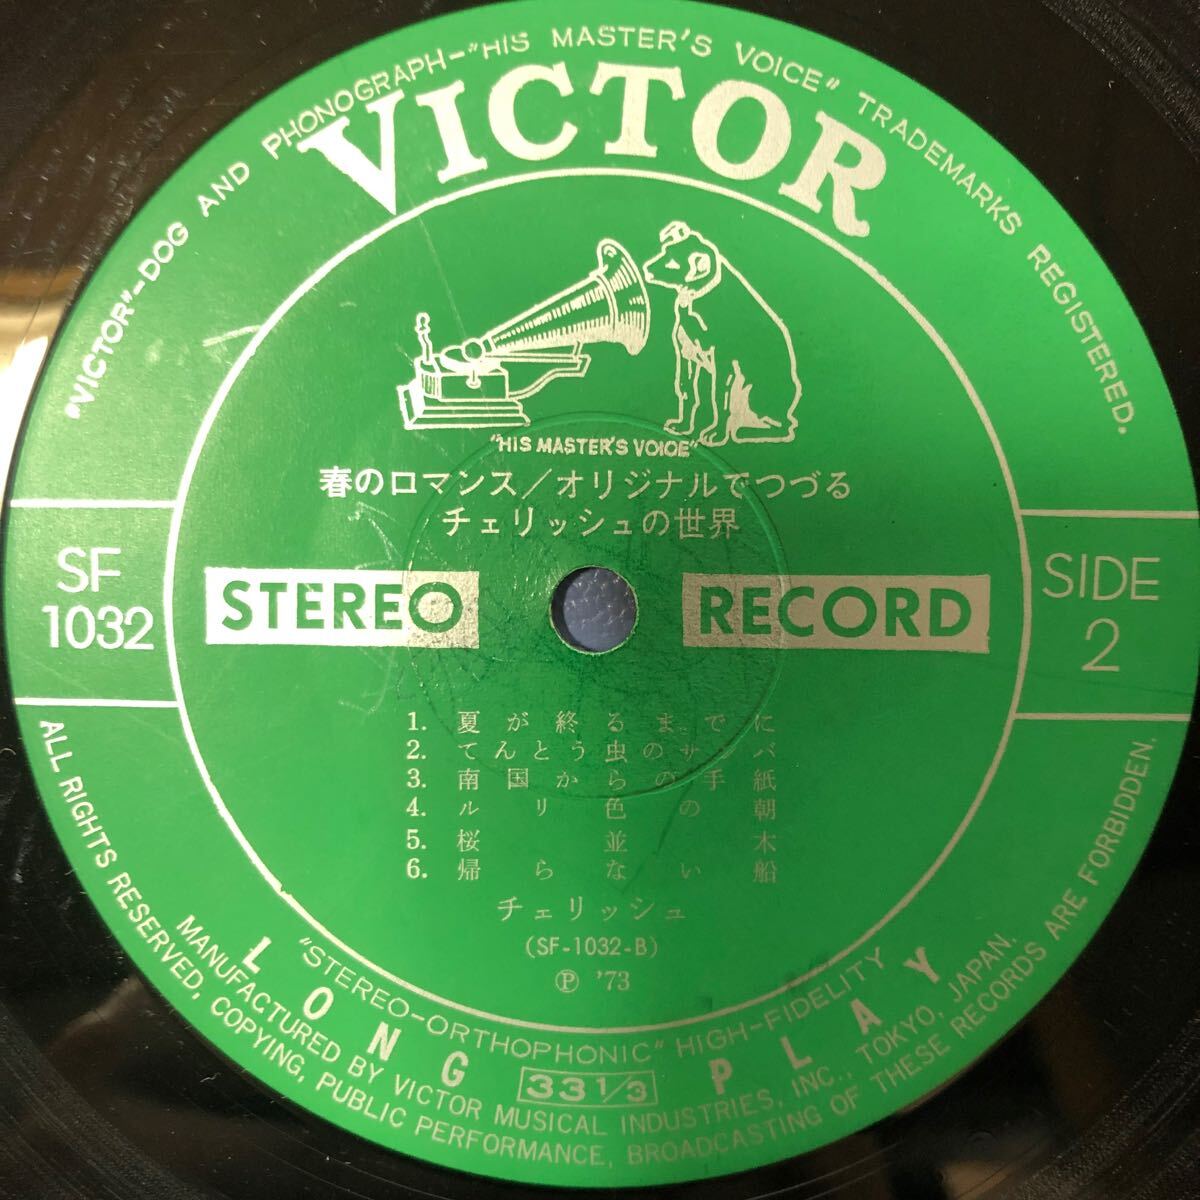 "VICTOR"-DOG AND PHONOGRAPH-"HIS MASTER'S VOICE" TRADEMARKS REGISTERED.
VICTOR
"HIS MASTER'S VOICE"
春のロマンス/オリジナルでつづる
チェリッシュの世界
SF
1032
STEREO RECORD
SIDE
2
1. 夏が終るまでに
2. てんとう虫のサンバ
3. 南国からの手紙
4. ルリ色の朝
5. 桜並木
6. 帰らない船
チェリッシュ
(SF-1032-B)
Ⓟ '73
"STEREO-ORTHOPHONIC" HIGH-FIDELITY
LONG 33 1/3 PLAY
MANUFACTURED BY VICTOR MUSICAL INDUSTRIES, INC., TOKYO, JAPAN.
ALL RIGHTS RESERVED, COPYING, PUBLIC PERFORMANCE, BROADCASTING OF THESE RECORDS ARE FORBIDDEN.